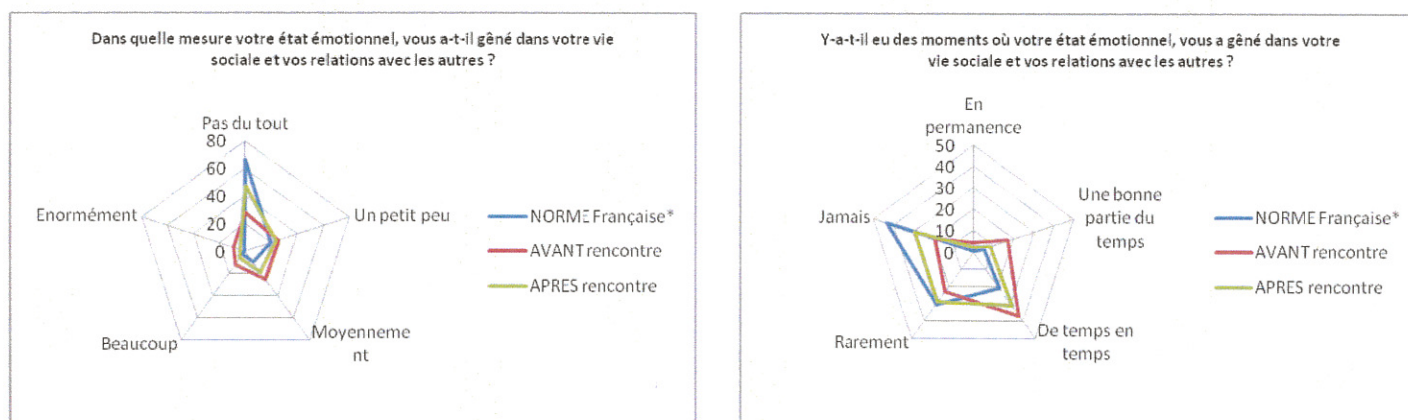 Dans quelle mesure votre état émotionnel, vous a-t-il gêné dans votre vie
sociale et vos relations avec les autres ?
Pas du tout
80
60
40
20
0
Un petit peu
Moyenneme
nt
Beaucoup
Enormément
NORME Française*
AVANT rencontre
APRES rencontre
Y-a-t-il eu des moments où votre état émotionnel, vous a gêné dans votre
vie sociale et vos relations avec les autres ?
En
permanence
50
40
30
20
10
0
Une bonne
partie du
temps
De temps en
temps
Rarement
Jamais
NORME Française*
AVANT rencontre
APRES rencontre